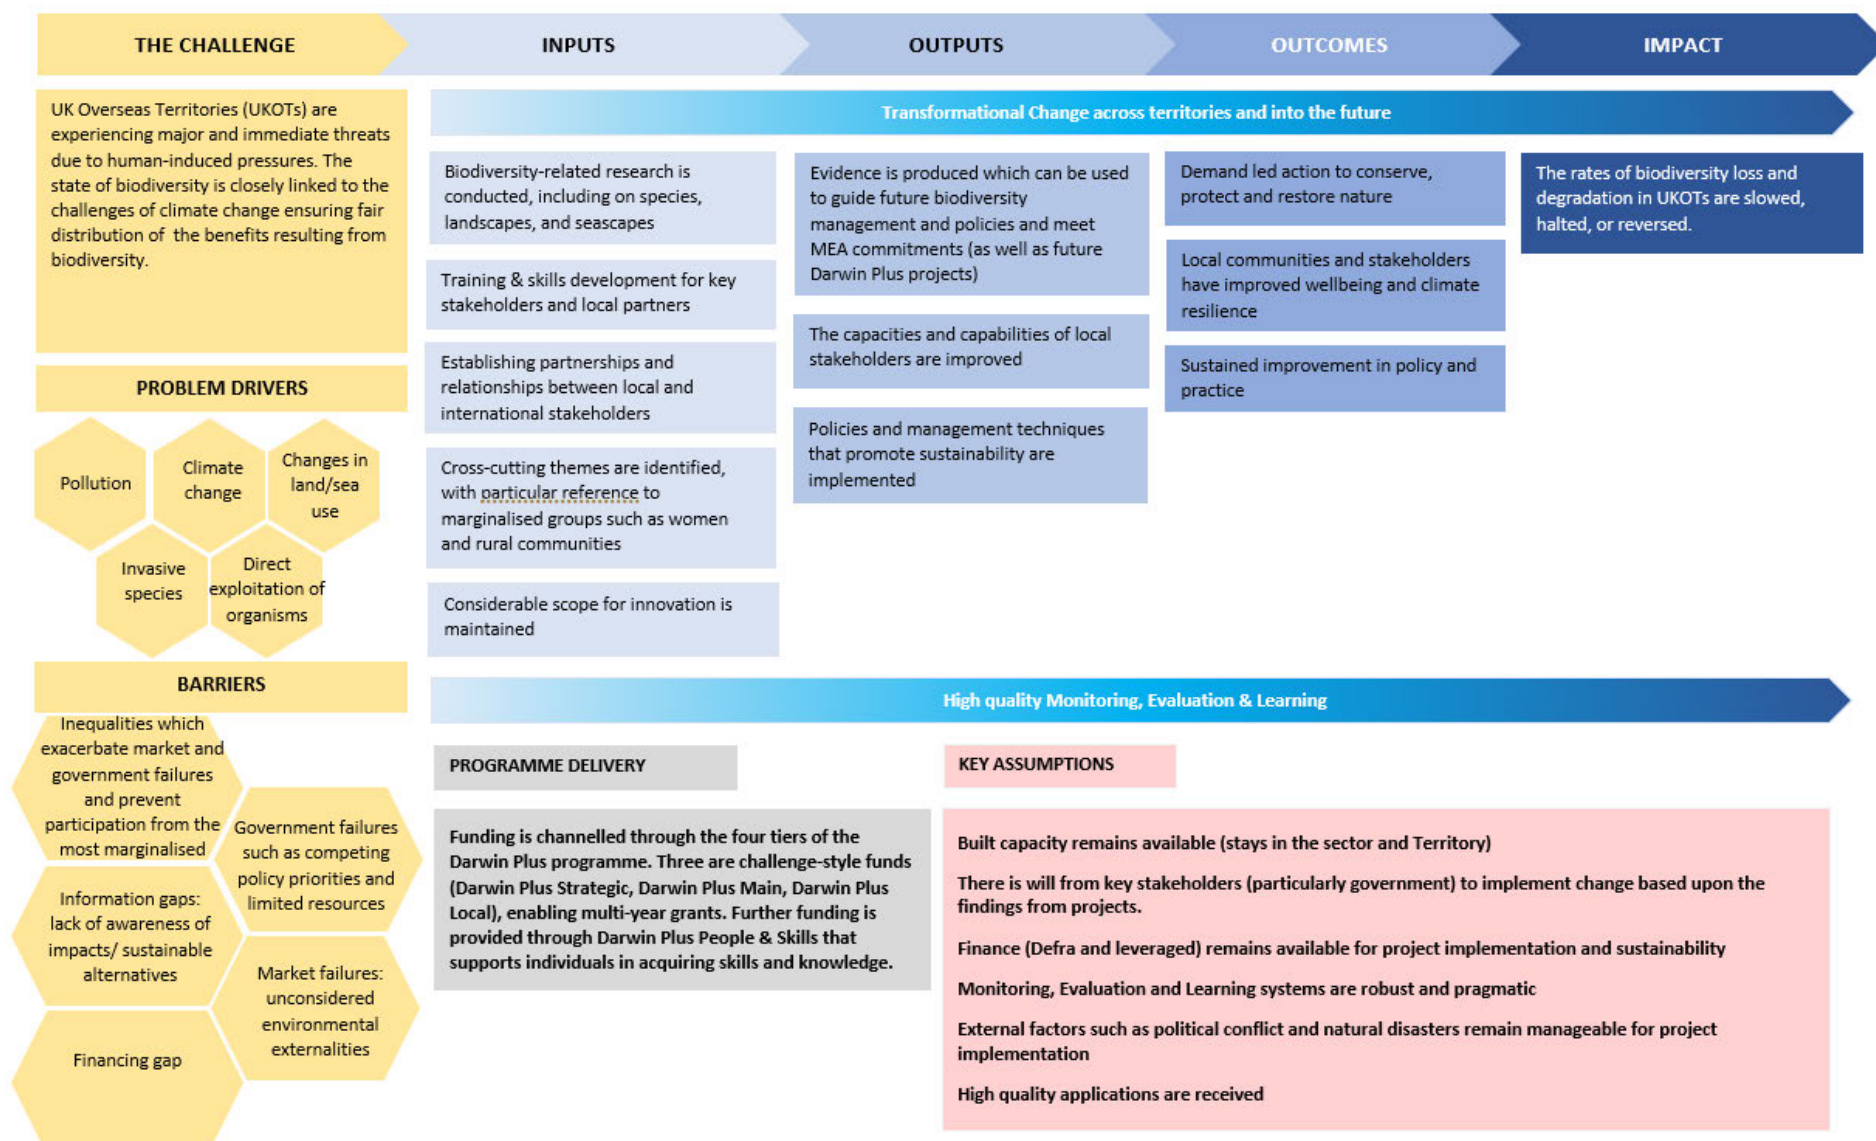 THE CHALLENGE
INPUTS
OUTPUTS
OUTCOMES
IMPACT
UK Overseas Territories (UKOTs) are
experiencing major and immediate threats
due to human-induced pressures. The
state of biodiversity is closely linked to the
challenges of climate change ensuring fair
distribution of the benefits resulting from
biodiversity.
PROBLEM DRIVERS
Pollution
Climate
change
Changes in
land/sea
use
Invasive
species
Direct
exploitation of
organisms
BARRIERS
Inequalities which
exacerbate market and
government failures
and prevent
participation from the
most marginalised
Government failures
such as competing
policy priorities and
limited resources
Information gaps:
lack of awareness of
impacts/ sustainable
alternatives
Market failures:
unconsidered
environmental
externalities
Financing gap
Transformational Change across territories and into the future
Biodiversity-related research is
conducted, including on species,
landscapes, and seascapes
Training & skills development for key
stakeholders and local partners
Establishing partnerships and
relationships between local and
international stakeholders
Cross-cutting themes are identified,
with particular reference to
marginalised groups such as women
and rural communities
Considerable scope for innovation is
maintained
Evidence is produced which can be used
to guide future biodiversity
management and policies and meet
MEA commitments (as well as future
Darwin Plus projects)
The capacities and capabilities of local
stakeholders are improved
Policies and management techniques
that promote sustainability are
implemented
Demand led action to conserve,
protect and restore nature
Local communities and stakeholders
have improved wellbeing and climate
resilience
Sustained improvement in policy and
practice
The rates of biodiversity loss and
degradation in UKOTs are slowed,
halted, or reversed.
High quality Monitoring, Evaluation & Learning
PROGRAMME DELIVERY
Funding is channelled through the four tiers of the
Darwin Plus programme. Three are challenge-style funds
(Darwin Plus Strategic, Darwin Plus Main, Darwin Plus
Local), enabling multi-year grants. Further funding is
provided through Darwin Plus People & Skills that
supports individuals in acquiring skills and knowledge.
KEY ASSUMPTIONS
Built capacity remains available (stays in the sector and Territory)
There is will from key stakeholders (particularly government) to implement change based upon the
findings from projects.
Finance (Defra and leveraged) remains available for project implementation and sustainability
Monitoring, Evaluation and Learning systems are robust and pragmatic
External factors such as political conflict and natural disasters remain manageable for project
implementation
High quality applications are received